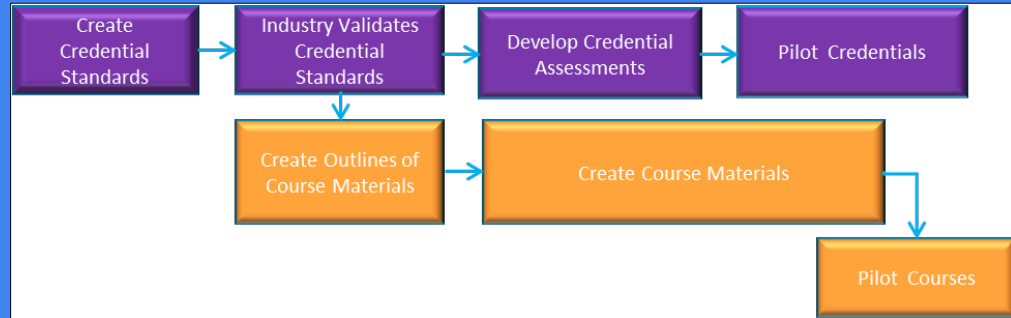 Create
Credential
Standards
Industry Validates
Credential
Standards
Develop Credential
Assessments
Pilot Credentials
Create Outlines of
Course Materials
Create Course Materials
Pilot Courses